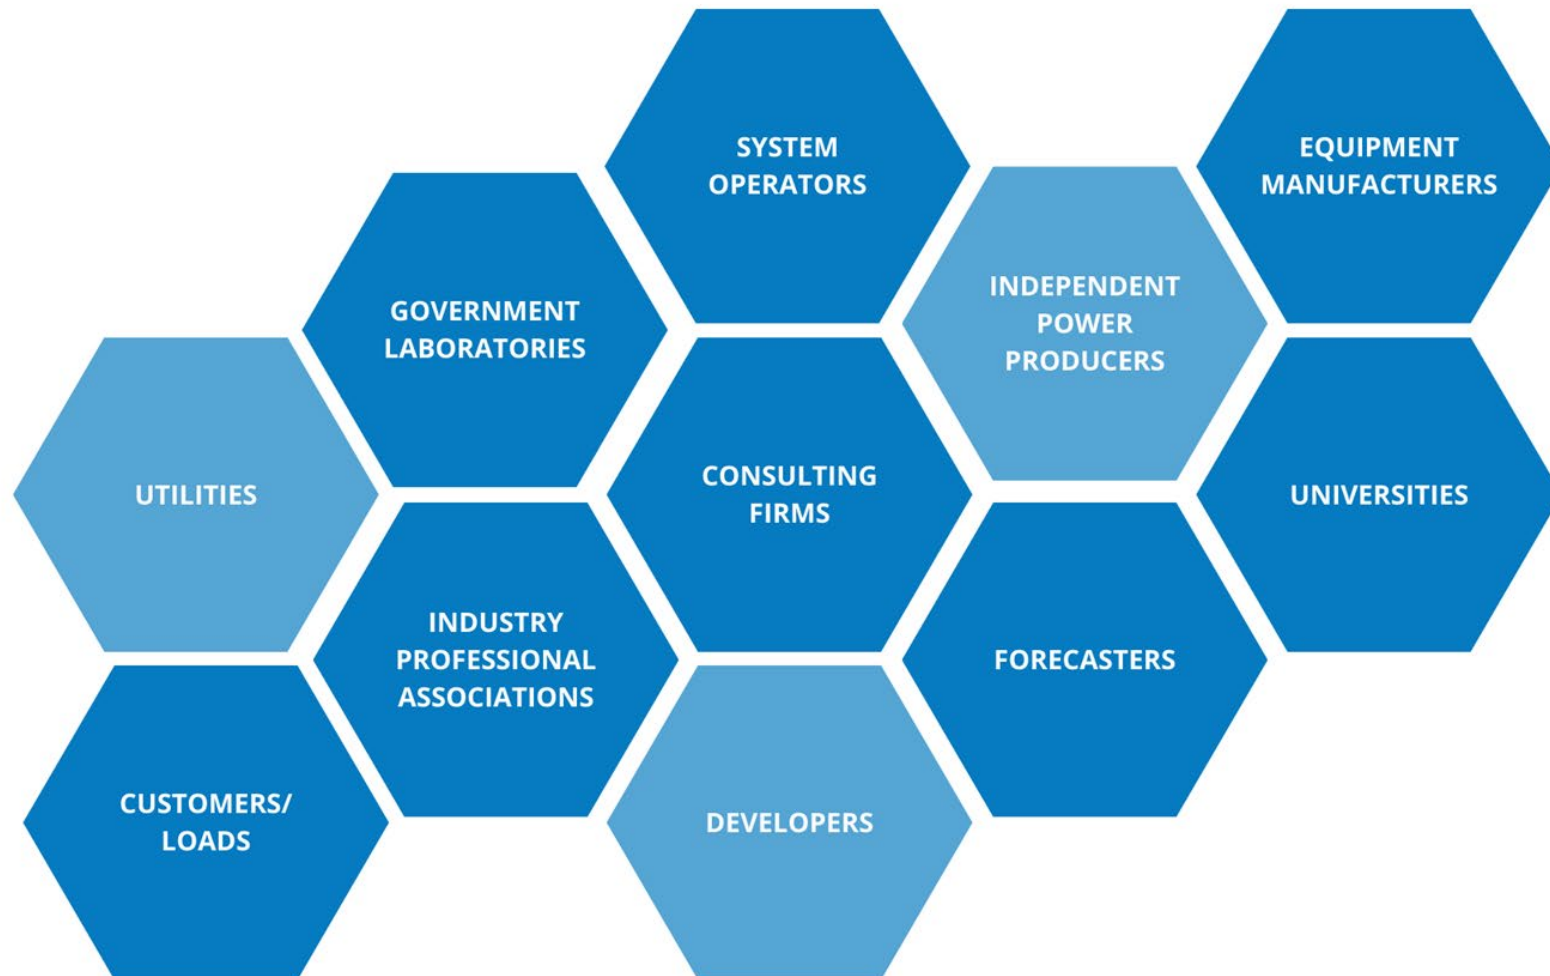 SYSTEM
OPERATORS
EQUIPMENT
MANUFACTURERS
GOVERNMENT
LABORATORIES
INDEPENDENT
POWER
PRODUCERS
UTILITIES
CONSULTING
FIRMS
UNIVERSITIES
INDUSTRY
PROFESSIONAL
ASSOCIATIONS
FORECASTERS
CUSTOMERS/
LOADS
DEVELOPERS